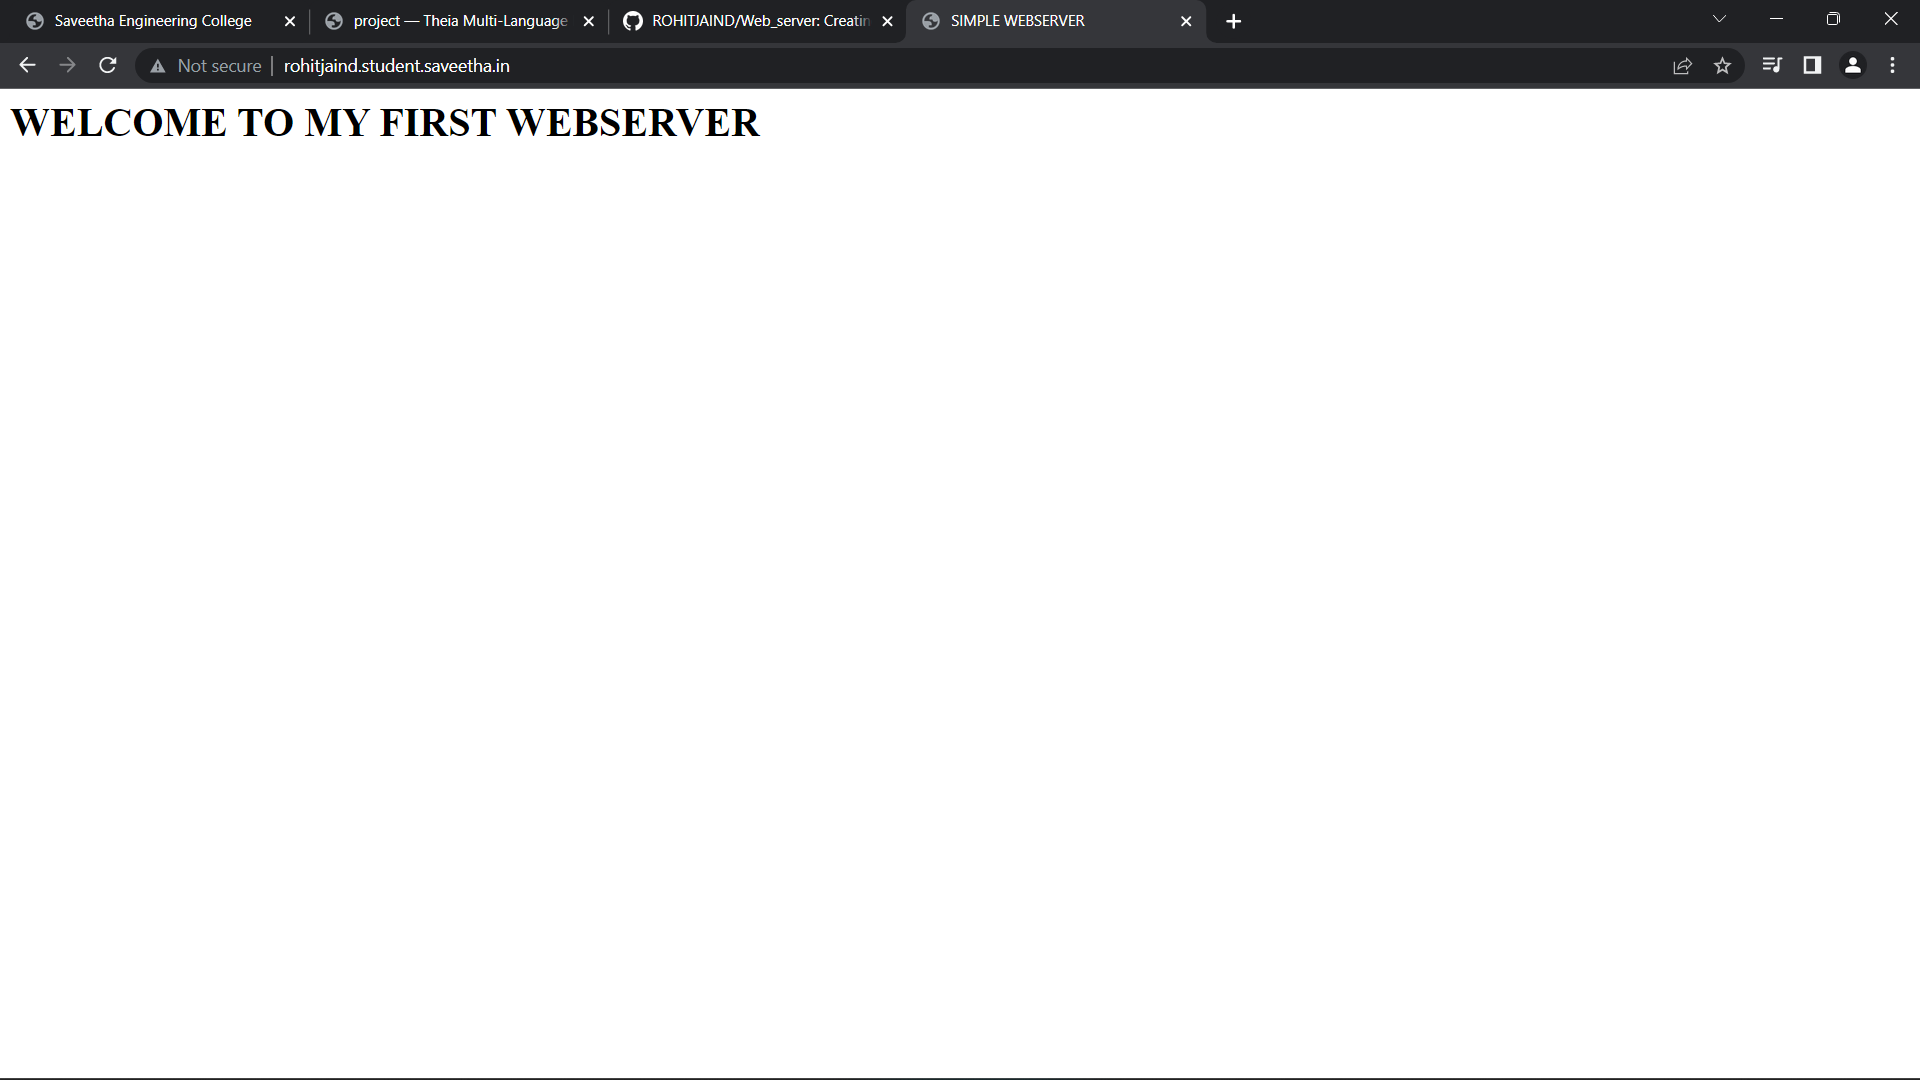 Saveetha Engineering College
project — Theia Multi-Language
ROHITJAIND/Web_server: Creatin
SIMPLE WEBSERVER
Not secure
rohitjaind.student.saveetha.in
WELCOME TO MY FIRST WEBSERVER